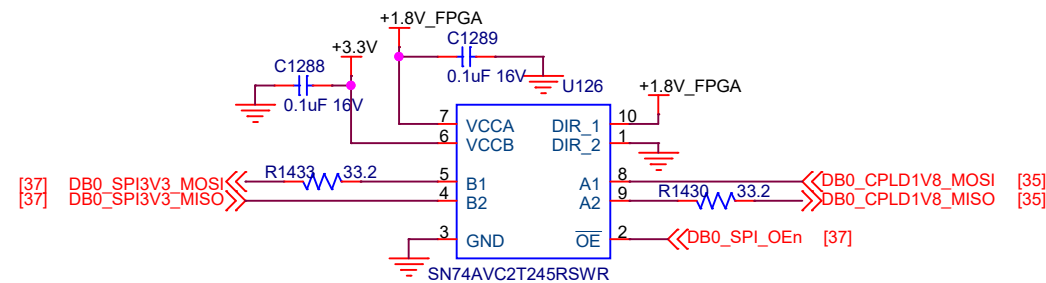 +1.8V_FPGA
C1289
+3.3V
C1288
0.1uF 16V
U126
+1.8V_FPGA
0.1uF 16V
7 VCCA DIR_1 10
6 VCCB DIR_2 1
R1433 33.2
[37] DB0_SPI3V3_MOSI 5 B1 A1 8 DB0_CPLD1V8_MOSI [35]
R1430 33.2
[37] DB0_SPI3V3_MISO 4 B2 A2 9 DB0_CPLD1V8_MISO [35]
3 GND OE 2 DB0_SPI_OEn [37]
SN74AVC2T245RSWR